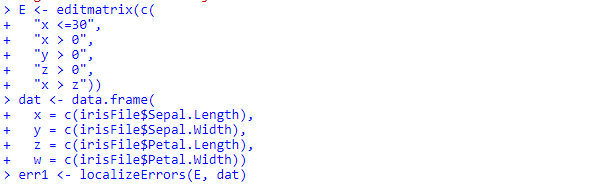 > E <- editmatrix(c(
+   "x <=30",
+   "x > 0",
+   "y > 0",
+   "z > 0",
+   "x > z"))
> dat <- data.frame(
+   x = c(irisFile$Sepal.Length),
+   y = c(irisFile$Sepal.Width),
+   z = c(irisFile$Petal.Length),
+   w = c(irisFile$Petal.Width))
> err1 <- localizeErrors(E, dat)